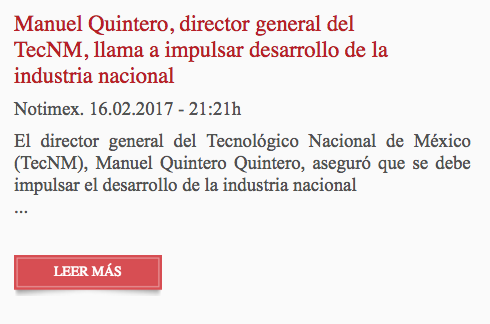 Manuel Quintero, director general del
TecNM, llama a impulsar desarrollo de la
industria nacional
Notimex. 16.02.2017 - 21:21h
El director general del Tecnológico Nacional de México
(TecNM), Manuel Quintero Quintero, aseguró que se debe
impulsar el desarrollo de la industria nacional
...
LEER MÁS